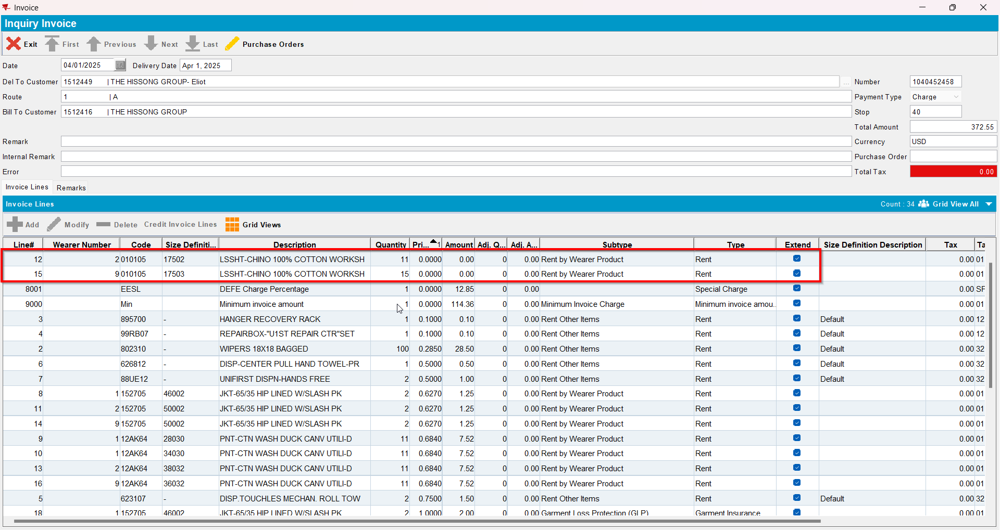 Invoice
Inquiry Invoice
Exit First Previous Next Last Purchase Orders
Date 04/01/2025 Delivery Date Apr 1, 2025
Del To Customer 1512449 | THE HISSONG GROUP- Eliot ... Number 1040452458
Route 1 | A Payment Type Charge
Bill To Customer 1512416 | THE HISSONG GROUP Stop 40
Total Amount 372.55
Remark Currency USD
Internal Remark Purchase Order
Error Total Tax 0.00
Invoice Lines Remarks
Invoice Lines Count : 34 Grid View All
Add Modify Delete Credit Invoice Lines Grid Views
Line# Wearer Number Code Size Definiti... Description Quantity Pri... 1 Amount Adj. Q... Adj. A... Subtype Type Extend Size Definition Description Tax Ta
12 2 010105 17502 LSSHT-CHINO 100% COTTON WORKSH 11 0.0000 0.00 0 0.00 Rent by Wearer Product Rent 0.00 01
15 9 010105 17503 LSSHT-CHINO 100% COTTON WORKSH 15 0.0000 0.00 0 0.00 Rent by Wearer Product Rent 0.00 01
8001 EESL DEFE Charge Percentage 1 0.0000 12.85 0 0.00 Special Charge 0.00 SF
9000 Min Minimum invoice amount 1 0.0000 114.36 0 0.00 Minimum Invoice Charge Minimum invoice amou.. 0.00 01
3 895700 - HANGER RECOVERY RACK 1 0.1000 0.10 0 0.00 Rent Other Items Rent Default 0.00 12
4 99RB07 - REPAIRBOX-"U1ST REPAIR CTR"SET 1 0.1000 0.10 0 0.00 Rent Other Items Rent Default 0.00 12
2 802310 - WIPERS 18X18 BAGGED 100 0.2850 28.50 0 0.00 Rent Other Items Rent Default 0.00 32
6 626812 - DISP-CENTER PULL HAND TOWEL-PR 1 0.5000 0.50 0 0.00 Rent Other Items Rent Default 0.00 32
7 88UE12 - UNIFIRST DISPN-HANDS FREE 2 0.5000 1.00 0 0.00 Rent Other Items Rent Default 0.00 32
8 1 152705 46002 JKT-65/35 HIP LINED W/SLASH PK 2 0.6270 1.25 0 0.00 Rent by Wearer Product Rent 0.00 01
11 2 152705 50002 JKT-65/35 HIP LINED W/SLASH PK 2 0.6270 1.25 0 0.00 Rent by Wearer Product Rent 0.00 01
14 9 152705 50002 JKT-65/35 HIP LINED W/SLASH PK 2 0.6270 1.25 0 0.00 Rent by Wearer Product Rent 0.00 01
9 1 12AK64 28030 PNT-CTN WASH DUCK CANV UTILI-D 11 0.6840 7.52 0 0.00 Rent by Wearer Product Rent 0.00 01
10 1 12AK64 34030 PNT-CTN WASH DUCK CANV UTILI-D 11 0.6840 7.52 0 0.00 Rent by Wearer Product Rent 0.00 01
13 2 12AK64 38032 PNT-CTN WASH DUCK CANV UTILI-D 11 0.6840 7.52 0 0.00 Rent by Wearer Product Rent 0.00 01
16 9 12AK64 36032 PNT-CTN WASH DUCK CANV UTILI-D 11 0.6840 7.52 0 0.00 Rent by Wearer Product Rent 0.00 01
5 623107 - DISP.TOUCHLES MECHAN. ROLL TOW 2 0.7500 1.50 0 0.00 Rent Other Items Rent Default 0.00 32
18 1 152705 46002 JKT-65/35 HIP LINED W/SLASH PK 2 1.0000 2.00 0 0.00 Garment Loss Protection (GLP) Garment Insurance 0.00 01